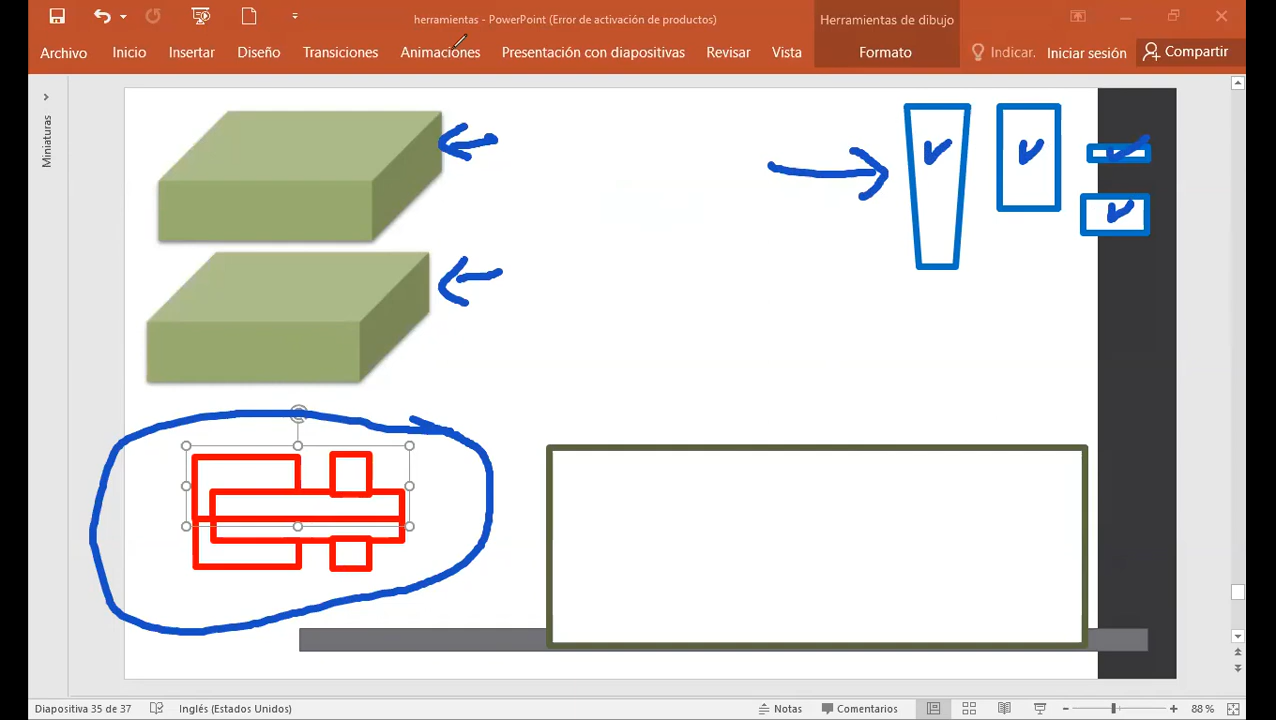 herramientas - PowerPoint (Error de activación de productos)
Herramientas de dibujo
Archivo Inicio Insertar Diseño Transiciones Animaciones Presentación con diapositivas Revisar Vista Formato Indicar. Iniciar sesión Compartir
Miniaturas
Diapositiva 35 de 37 Inglés (Estados Unidos) Notas Comentarios 88 %